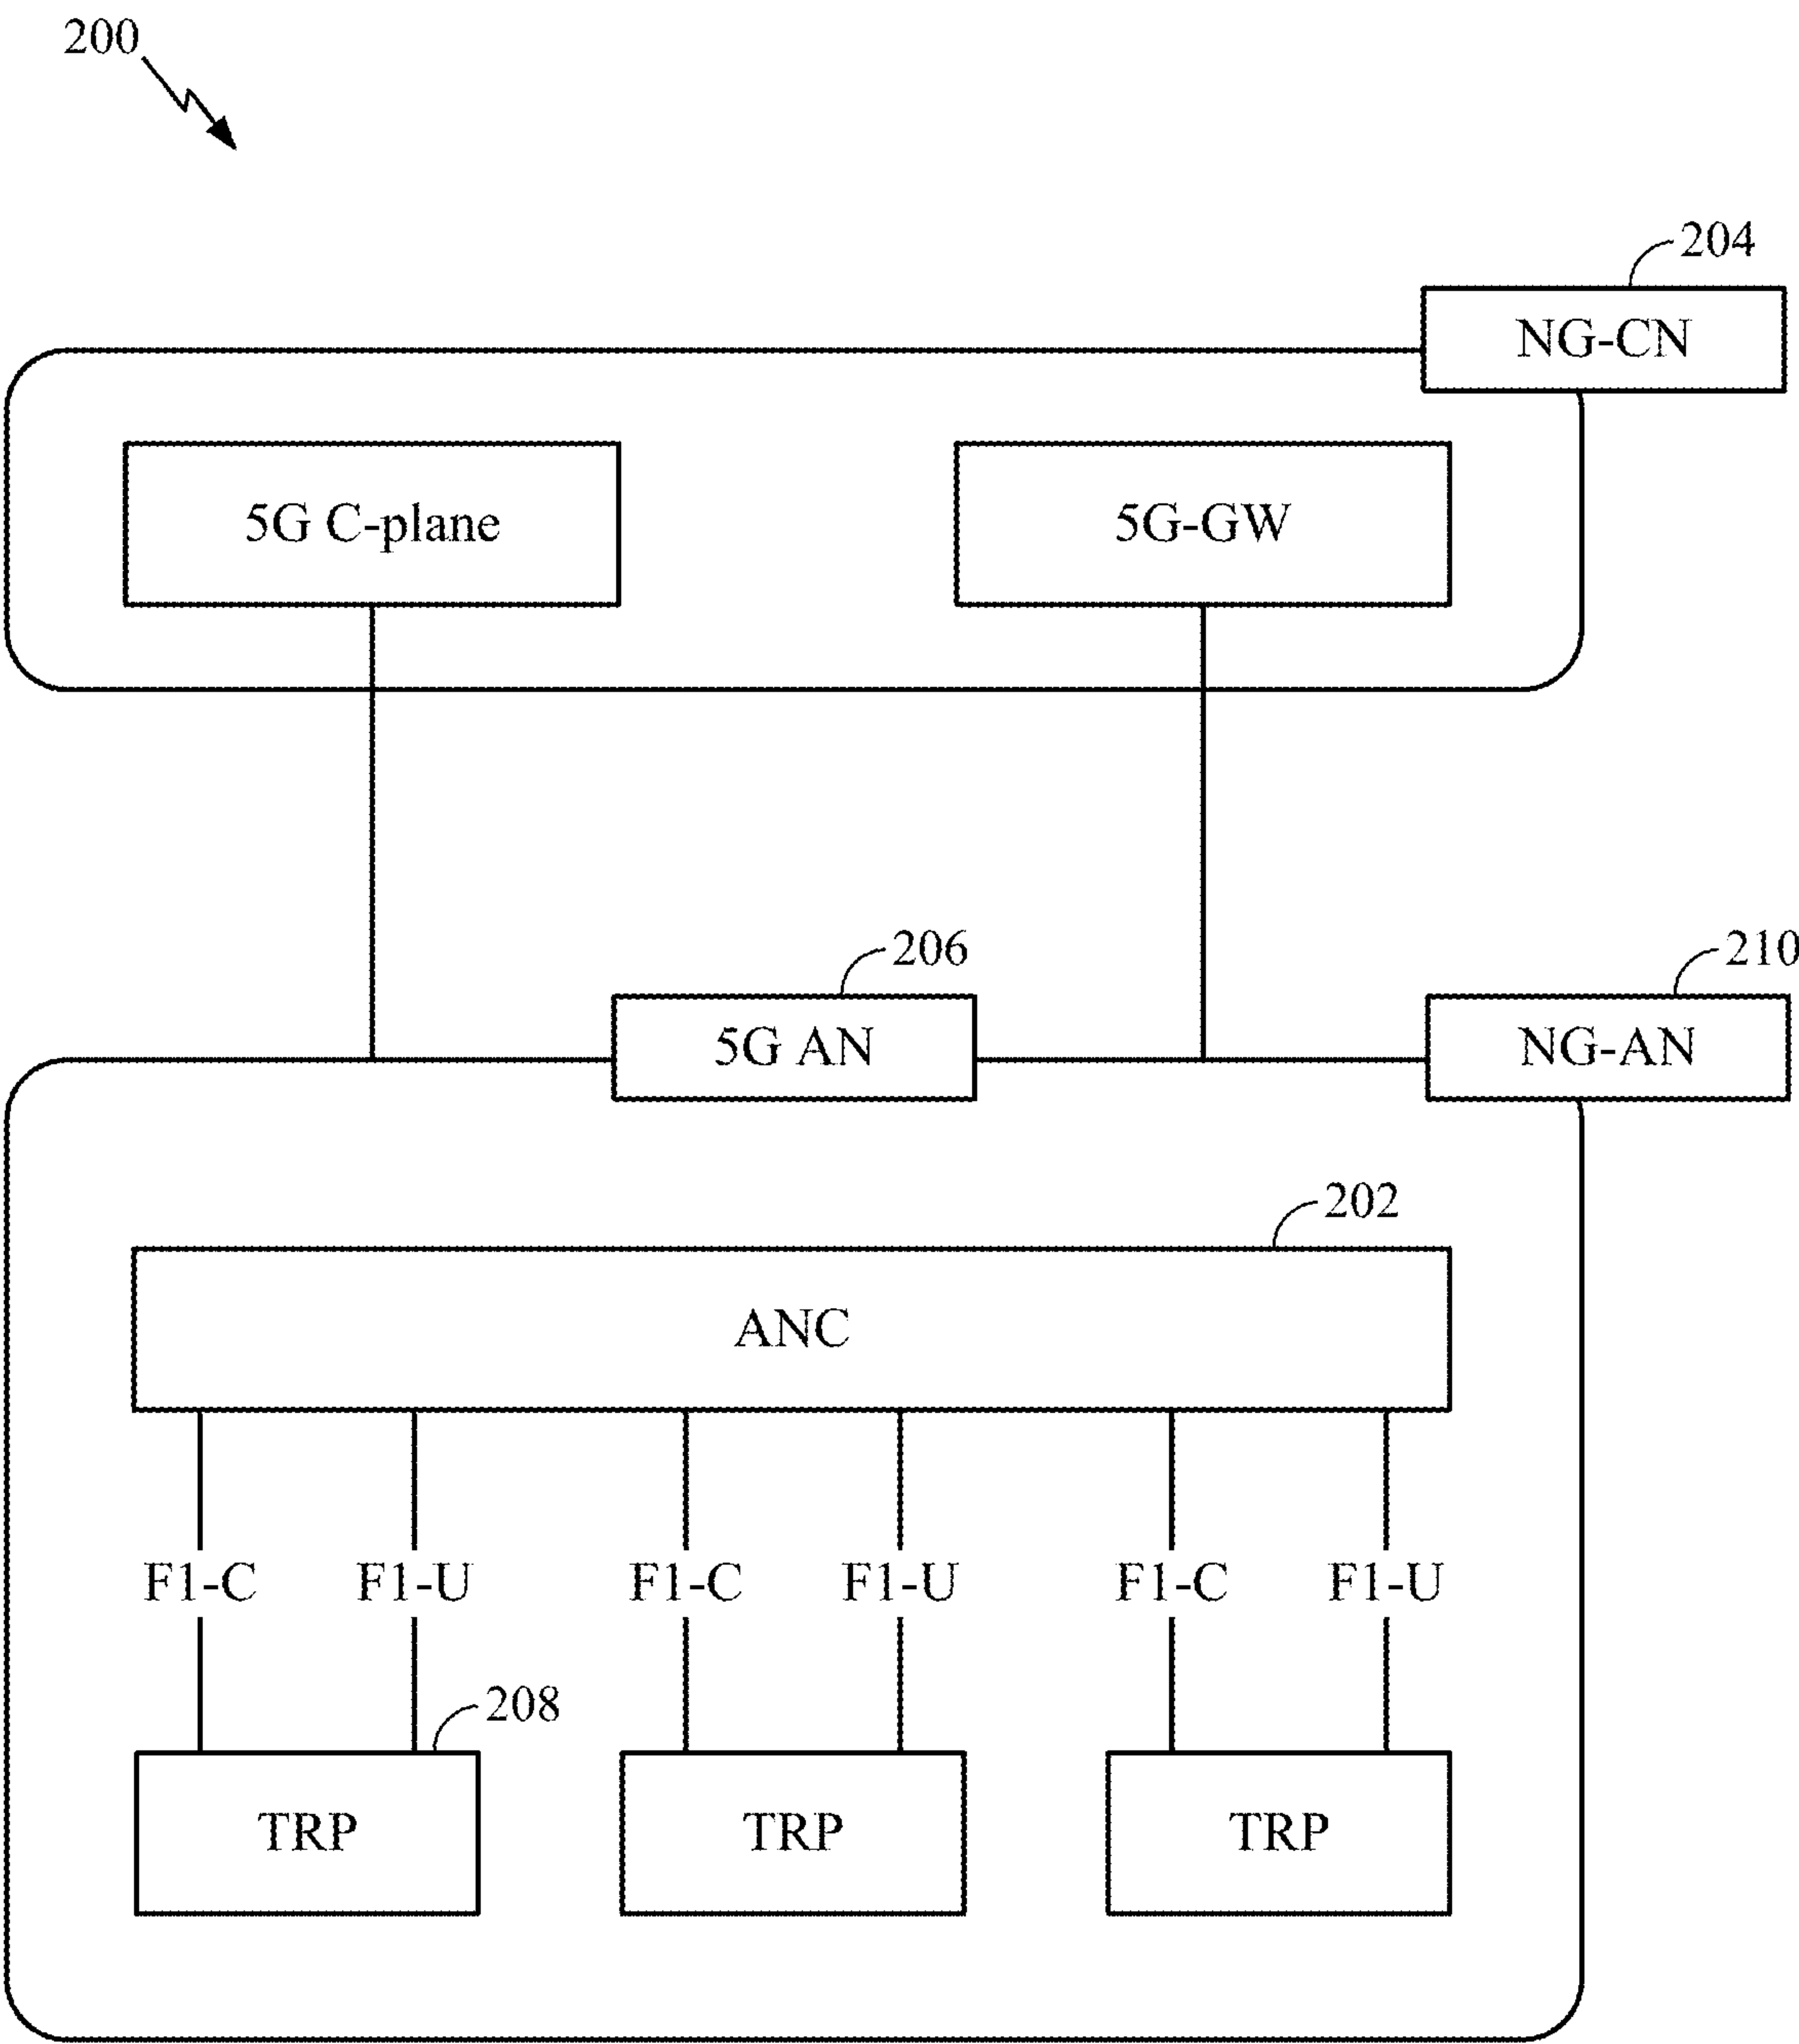 200
204
NG-CN
5G C-plane
5G-GW
206
210
5G AN
NG-AN
202
ANC
F1-C
F1-U
F1-C
F1-U
F1-C
F1-U
208
TRP
TRP
TRP